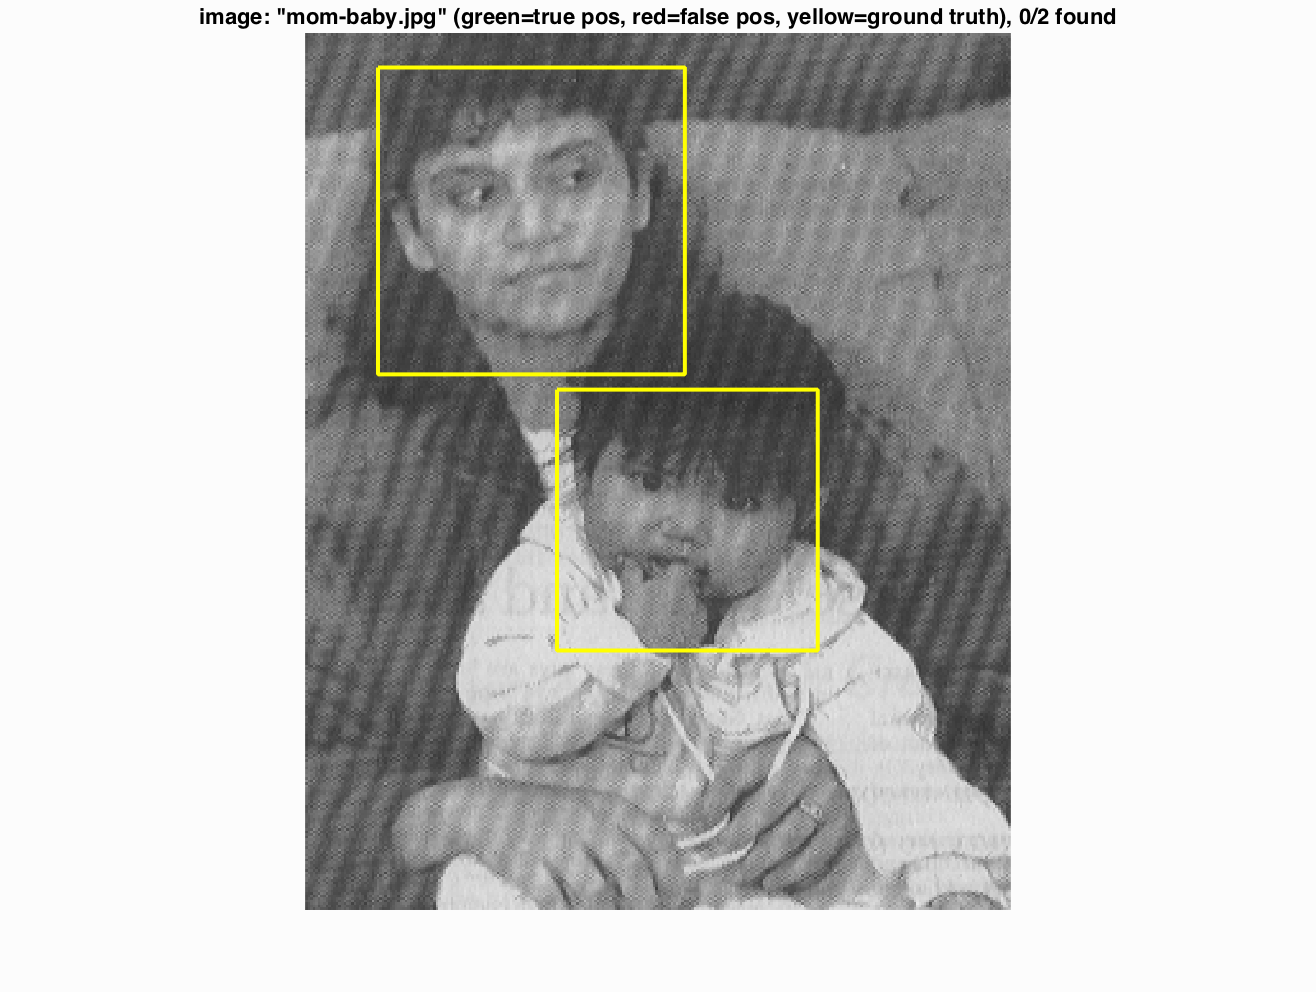 image: "mom-baby.jpg" (green=true pos, red=false pos, yellow=ground truth), 0/2 found